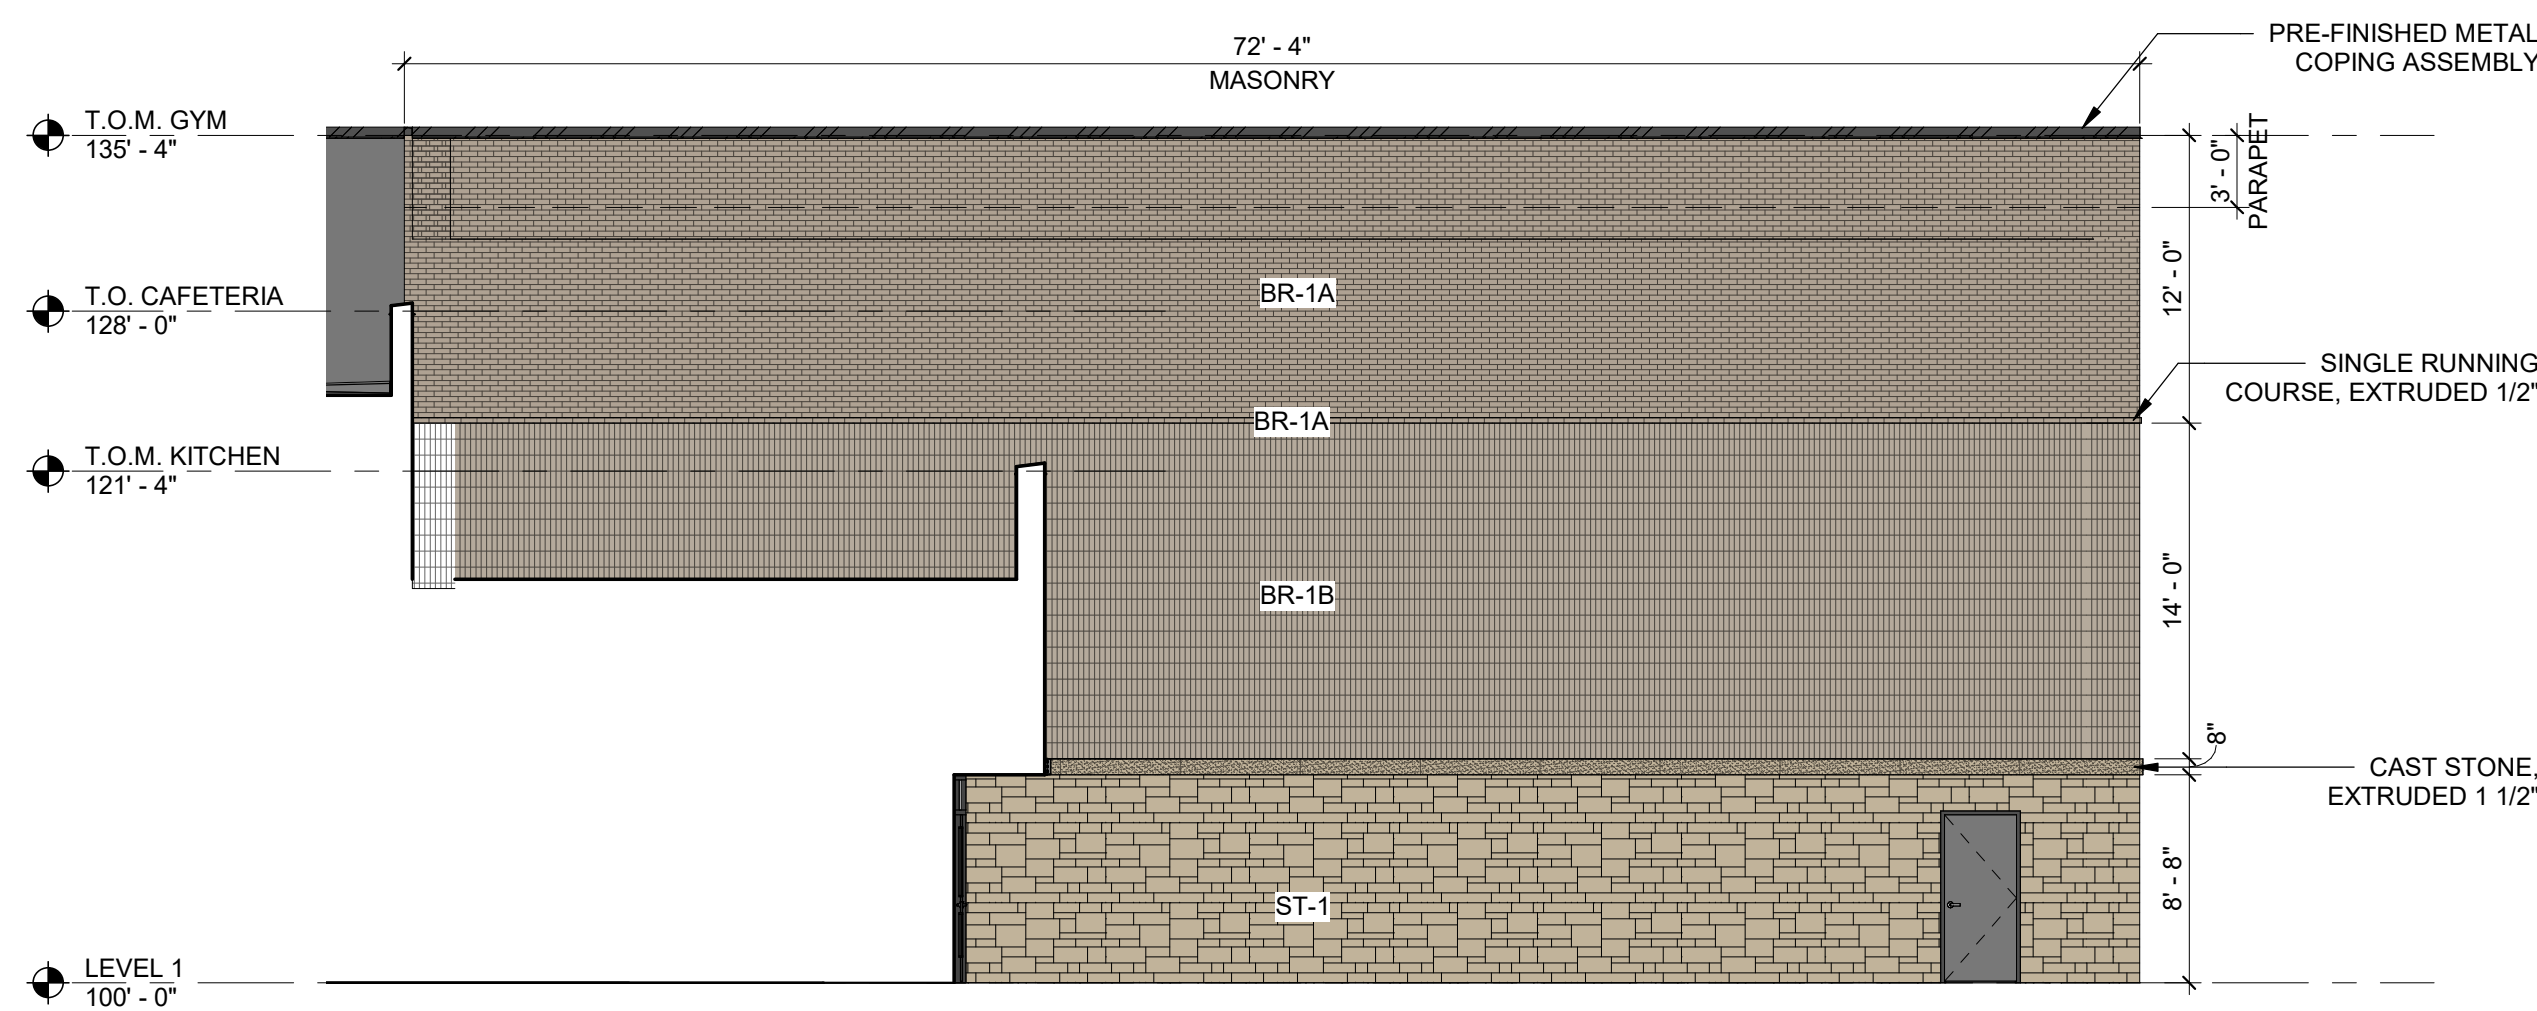 72' - 4"
MASONRY
PRE-FINISHED METAL
COPING ASSEMBLY
T.O.M. GYM
135' - 4"
3' - 0"
PARAPET
T.O. CAFETERIA
128' - 0"
BR-1A
12' - 0"
SINGLE RUNNING
COURSE, EXTRUDED 1/2"
BR-1A
T.O.M. KITCHEN
121' - 4"
BR-1B
14' - 0"
8"
CAST STONE,
EXTRUDED 1 1/2"
ST-1
8' - 8"
LEVEL 1
100' - 0"